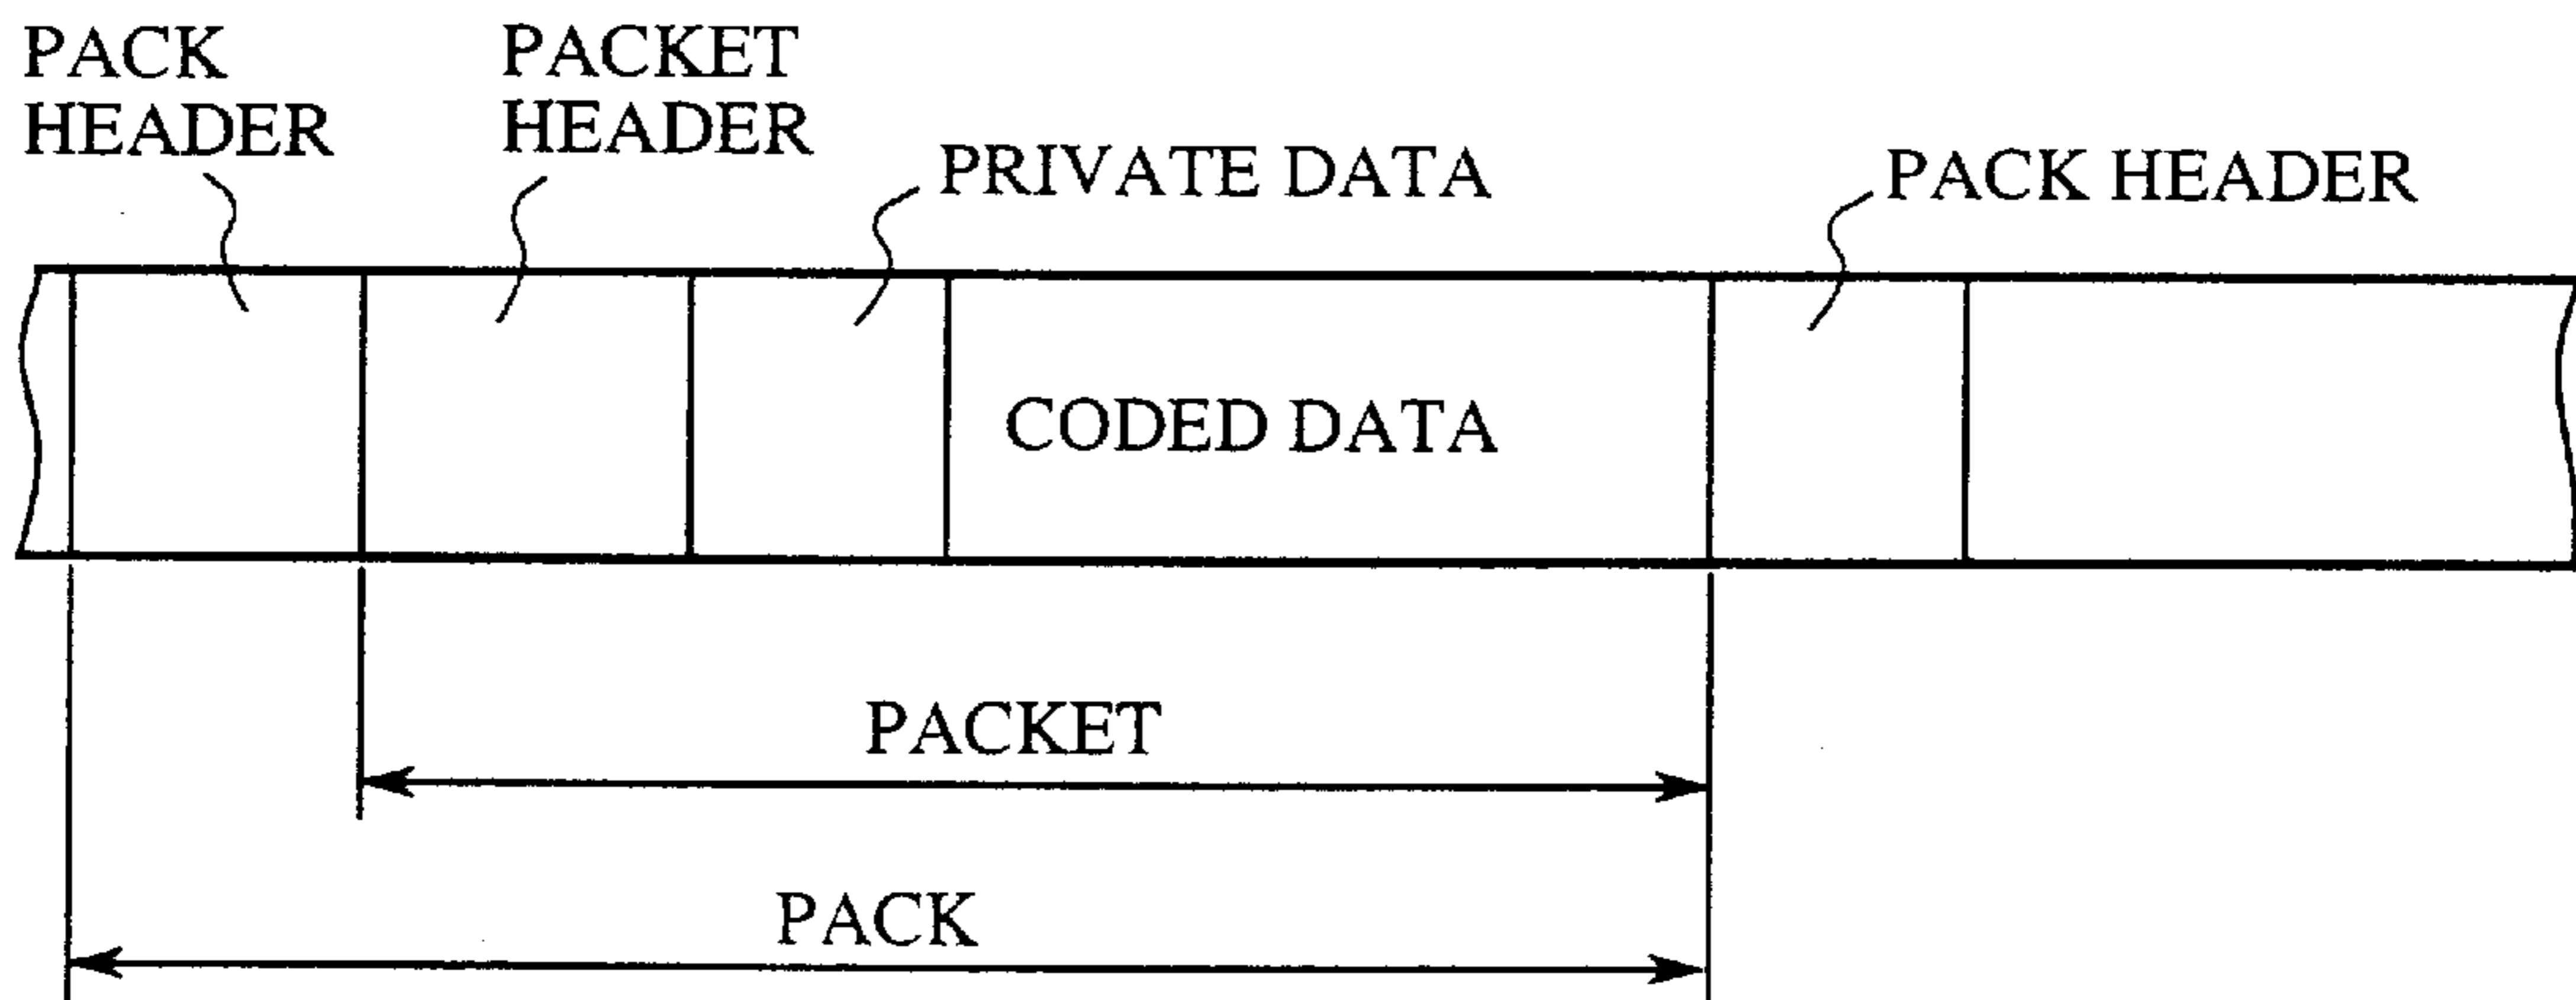 PACK
HEADER
PACKET
HEADER
PRIVATE DATA
PACK HEADER
CODED DATA
PACKET
PACK